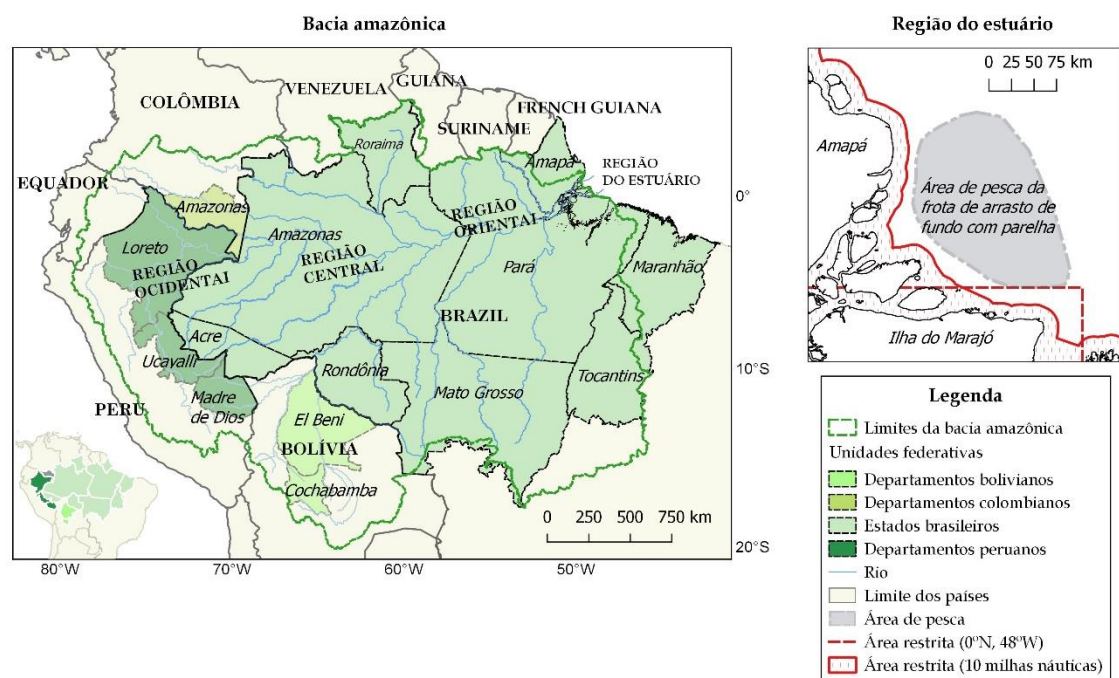 Bacia amazônica
VENEZUELA
GUIANA
COLÔMBIA
FRENCH GUIANA
SURINAME
Roraima
Amapá
REGIÃO
DO ESTUÁRIO
EQUADOR
0°
Amazonas
REGIÃO
ORIENTAL
Loreto
Amazonas
REGIÃO
OCIDENTAL
REGIÃO
CENTRAL
Pará
Maranhão
BRAZIL
Acre
Ucayalli
Rondônia
10°S
Tocantins
Madre
de Dios
Mato Grosso
PERU
El Beni
BOLÍVIA
Cochabamba
0 250 500 750 km
20°S
80°W 70°W 60°W 50°W
Região do estuário
0 25 50 75 km
Amapá
Área de pesca da
frota de arrasto de
fundo com parelha
Ilha do Marajó
Legenda
Limites da bacia amazônica
Unidades federativas
Departamentos bolivianos
Departamentos colombianos
Estados brasileiros
Departamentos peruanos
Rio
Limite dos países
Área de pesca
Área restrita (0°N, 48°W)
Área restrita (10 milhas náuticas)